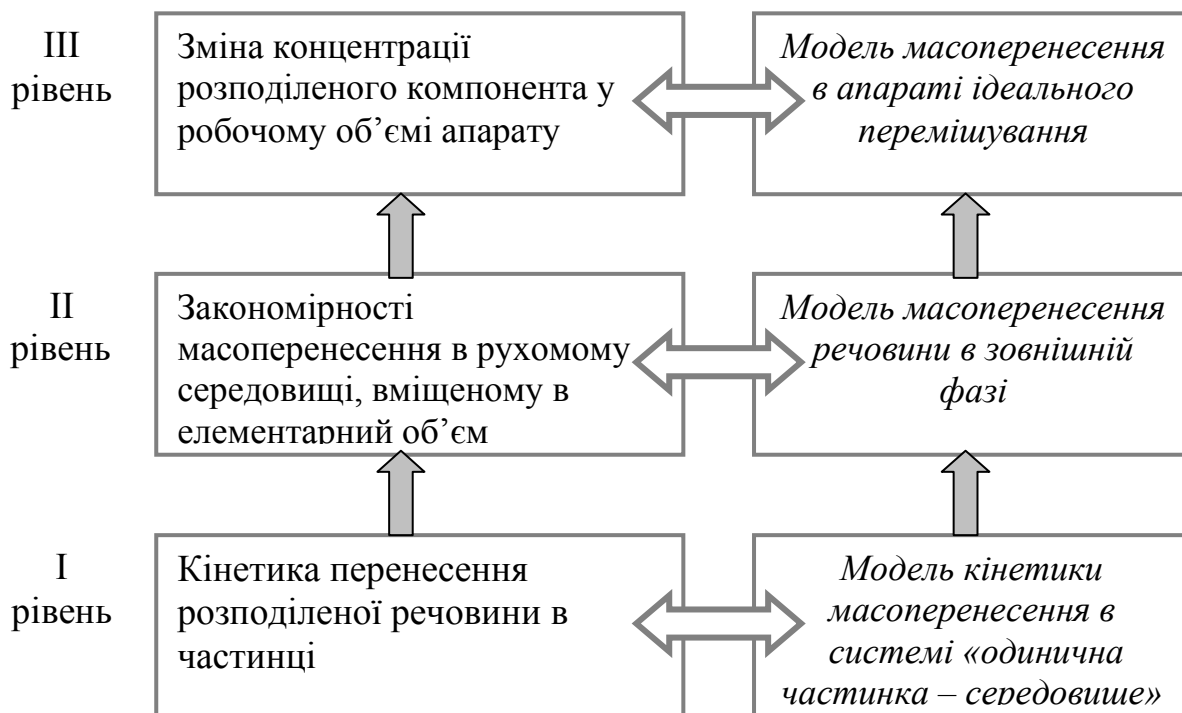 III
рівень
Зміна концентрації
розподіленого компонента у
робочому об’ємі апарату
Модель масоперенесення
в апараті ідеального
перемішування
II
рівень
Закономірності
масоперенесення в рухомому
середовищі, вміщеному в
елементарний об’єм
Модель масоперенесення
речовини в зовнішній
фазі
I
рівень
Кінетика перенесення
розподіленої речовини в
частинці
Модель кінетики
масоперенесення в
системі «одинична
частинка – середовище»